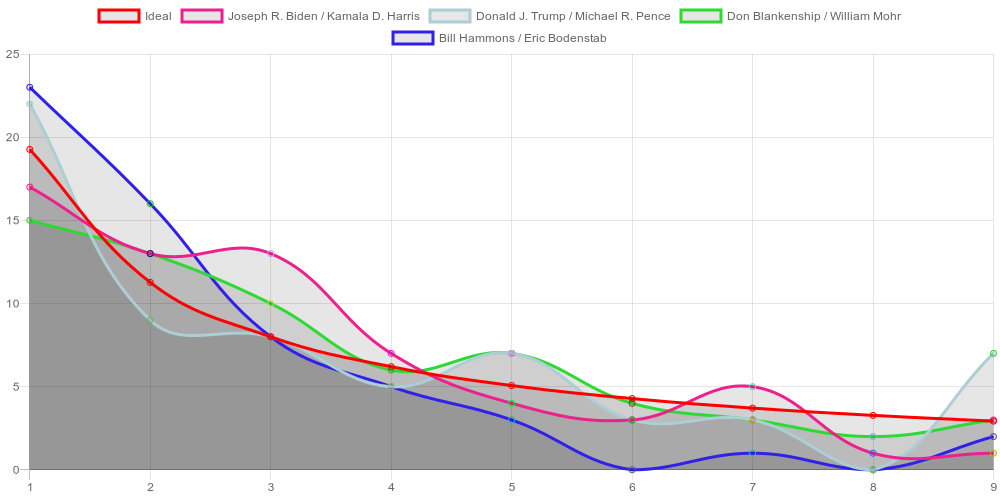 Ideal Joseph R. Biden / Kamala D. Harris Donald J. Trump / Michael R. Pence Don Blankenship / William Mohr
Bill Hammons / Eric Bodenstab
25
20
15
10
5
0
1 2 3 4 5 6 7 8 9